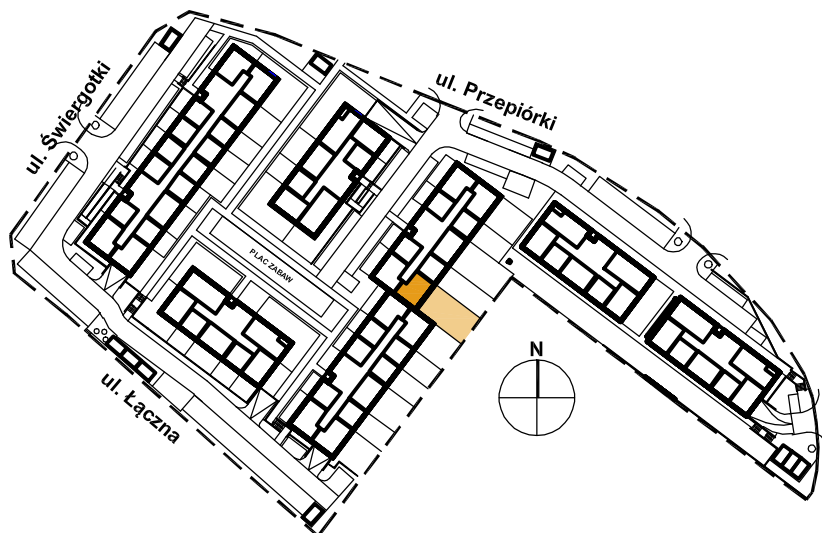 ul. Przepiórki
ul. Świergotki
PLAC ZABAW
N
ul. Łączna